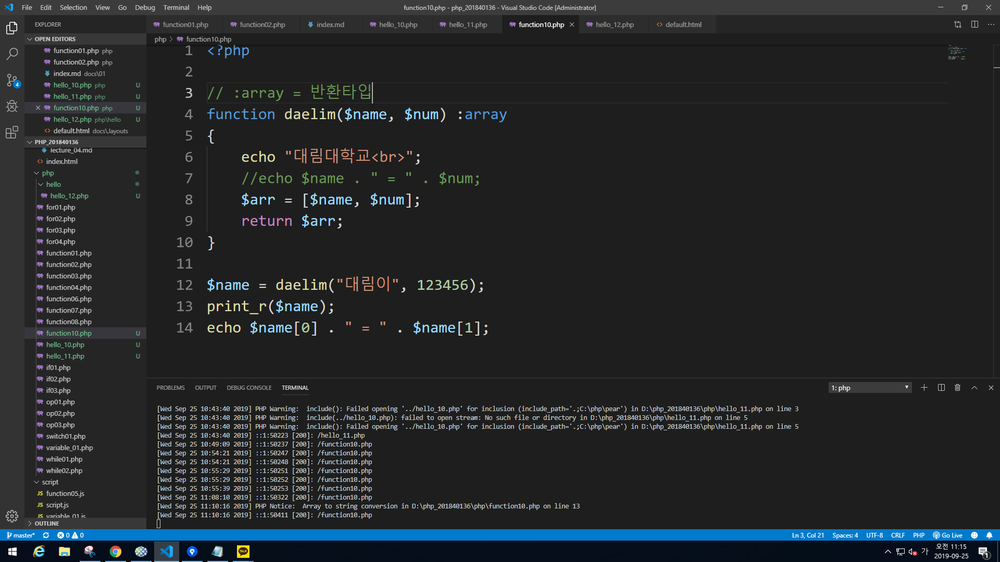 File Edit Selection View Go Debug Terminal Help
function10.php - php_201840136 - Visual Studio Code [Administrator]
EXPLORER
function01.php function02.php index.md hello_10.php hello_11.php function10.php hello_12.php default.html
OPEN EDITORS
function01.php php
function02.php php
index.md docs\01
hello_10.php php U
hello_11.php php U
function10.php php U
hello_12.php php\hello U
default.html docs\.layouts
PHP_201840136
lecture_04.md
index.html
php
hello
hello_12.php U
for01.php
for02.php
for03.php
for04.php
function01.php
function02.php
function03.php
function04.php
function06.php
function07.php
function08.php
function10.php U
hello_10.php U
hello_11.php U
if01.php
if02.php
if03.php
op01.php
op02.php
op03.php
switch01.php
variable_01.php
while01.php
while02.php
script
function05.js
script.js
variable_01.js
OUTLINE
php > function10.php
1 <?php
2
3 // :array = 반환타입
4 function daelim($name, $num) :array
5 {
6     echo "대림대학교<br>";
7     //echo $name . " = " . $num;
8     $arr = [$name, $num];
9     return $arr;
10 }
11
12 $name = daelim("대림이", 123456);
13 print_r($name);
14 echo $name[0] . " = " . $name[1];
PROBLEMS OUTPUT DEBUG CONSOLE TERMINAL
1: php
[Wed Sep 25 10:43:40 2019] PHP Warning:  include(): Failed opening '../hello_10.php' for inclusion (include_path='.;C:\php\pear') in D:\php_201840136\php\hello_11.php on line 3
[Wed Sep 25 10:43:40 2019] PHP Warning:  include(../hello_10.php): failed to open stream: No such file or directory in D:\php_201840136\php\hello_11.php on line 5
[Wed Sep 25 10:43:40 2019] PHP Warning:  include(): Failed opening '../hello_10.php' for inclusion (include_path='.;C:\php\pear') in D:\php_201840136\php\hello_11.php on line 5
[Wed Sep 25 10:43:40 2019] ::1:50223 [200]: /hello_11.php
[Wed Sep 25 10:49:09 2019] ::1:50237 [200]: /function10.php
[Wed Sep 25 10:54:21 2019] ::1:50247 [200]: /function10.php
[Wed Sep 25 10:54:21 2019] ::1:50248 [200]: /function10.php
[Wed Sep 25 10:55:29 2019] ::1:50251 [200]: /function10.php
[Wed Sep 25 10:55:29 2019] ::1:50252 [200]: /function10.php
[Wed Sep 25 10:55:39 2019] ::1:50253 [200]: /function10.php
[Wed Sep 25 11:08:10 2019] ::1:50322 [200]: /function10.php
[Wed Sep 25 11:10:16 2019] PHP Notice:  Array to string conversion in D:\php_201840136\php\function10.php on line 13
[Wed Sep 25 11:10:16 2019] ::1:50411 [200]: /function10.php
master* 0 0
Ln 3, Col 21 Spaces: 4 UTF-8 CRLF PHP Go Live
4
TALK
가
오전 11:15
2019-09-25
1